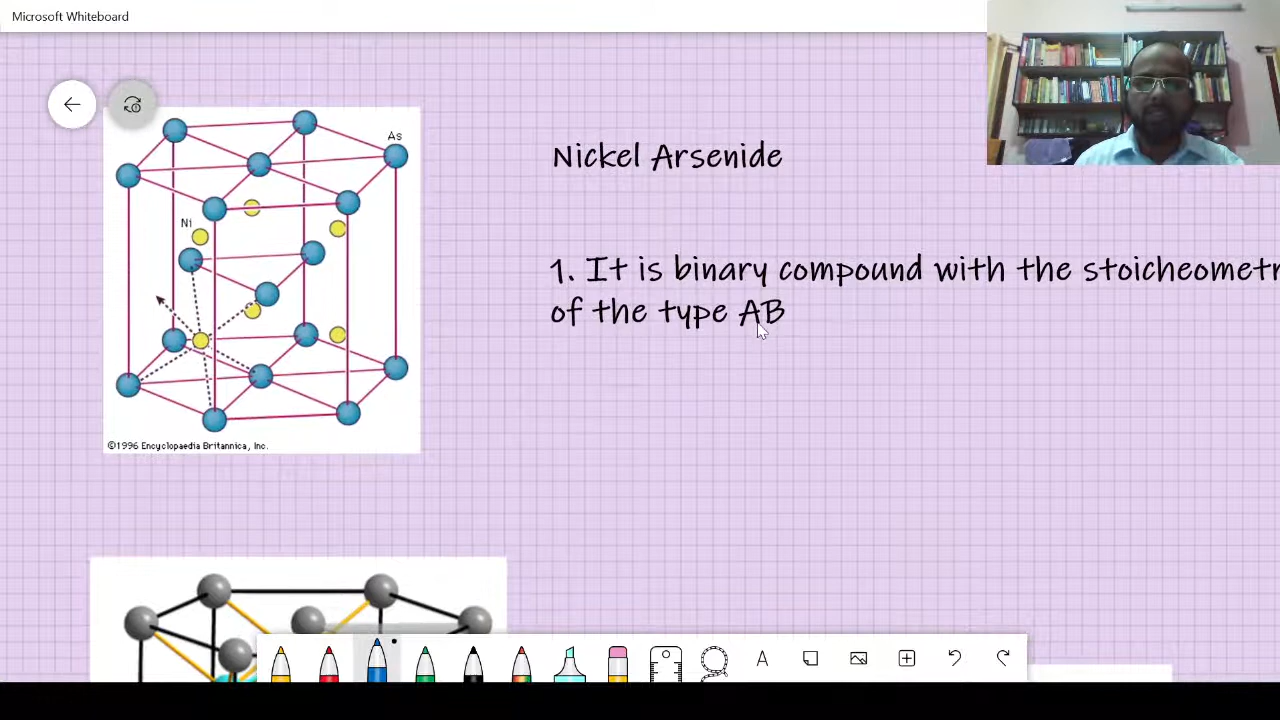 Microsoft Whiteboard
As
Nickel Arsenide
Ni
1. It is binary compound with the stoicheometr
of the type AB
©1996 Encyclopaedia Britannica, Inc.
A